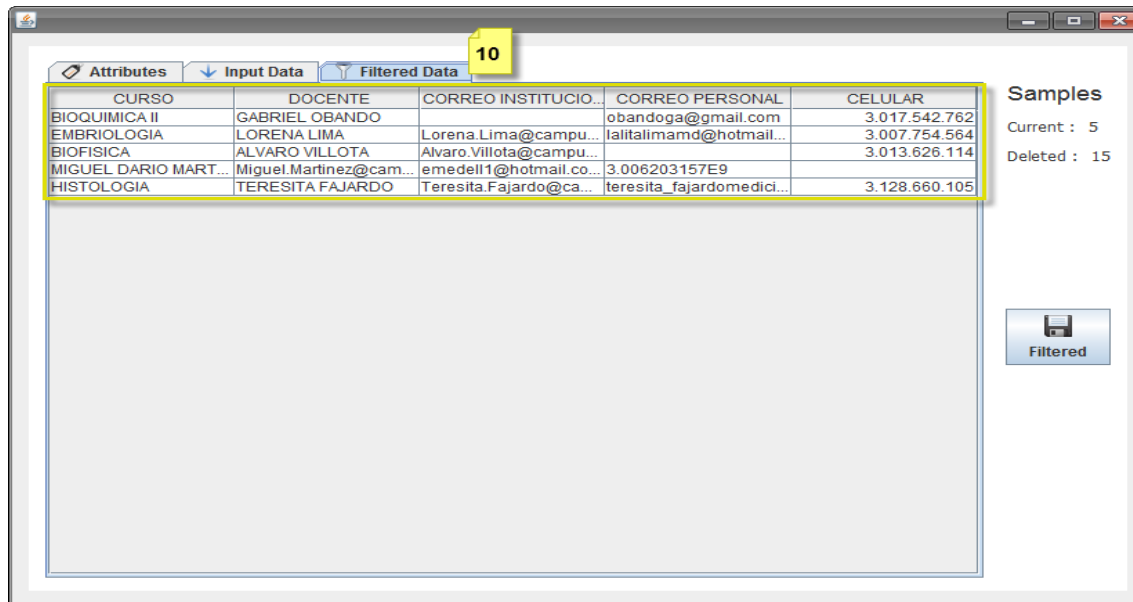 10
Attributes Input Data Filtered Data
CURSO DOCENTE CORREO INSTITUCIO... CORREO PERSONAL CELULAR
BIOQUIMICA II GABRIEL OBANDO obandoga@gmail.com 3.017.542.762
EMBRIOLOGIA LORENA LIMA Lorena.Lima@campu... lalitalimamd@hotmail... 3.007.754.564
BIOFISICA ALVARO VILLOTA Alvaro.Villota@campu... 3.013.626.114
MIGUEL DARIO MART... Miguel.Martinez@cam... emedell1@hotmail.co... 3.006203157E9
HISTOLOGIA TERESITA FAJARDO Teresita.Fajardo@ca... teresita_fajardomedici... 3.128.660.105
Samples
Current : 5
Deleted : 15
Filtered